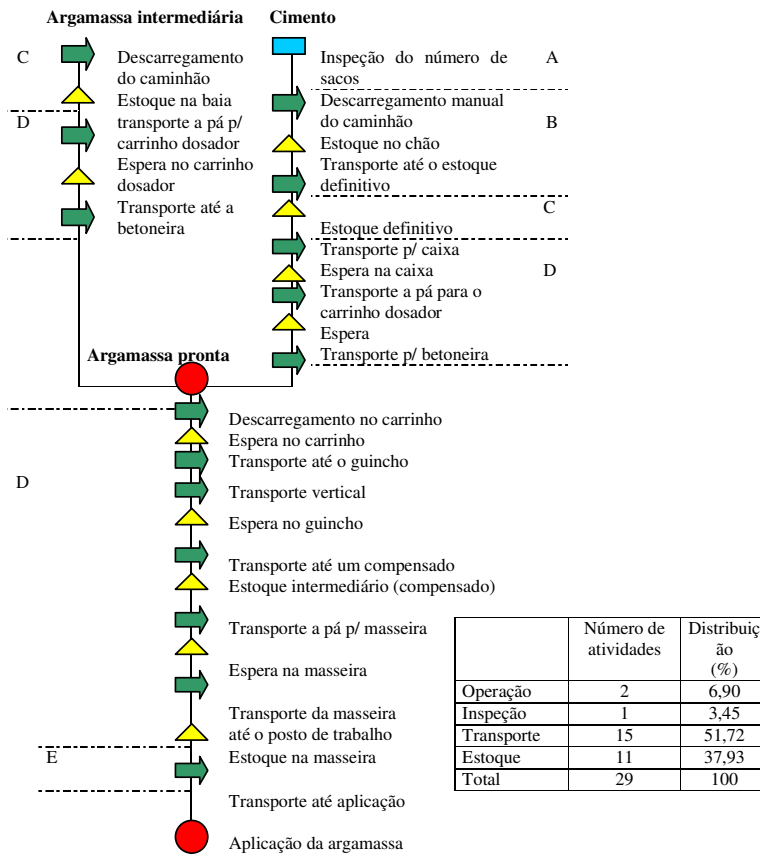 Argamassa intermediária
Cimento
C
Descarregamento
do caminhão
Estoque na baia
D
transporte a pá p/
carrinho dosador
Espera no carrinho
dosador
Transporte até a
betoneira
Inspeção do número de
sacos
A
Descarregamento manual
do caminhão
B
Estoque no chão
Transporte até o estoque
definitivo
C
Estoque definitivo
Transporte p/ caixa
Espera na caixa
D
Transporte a pá para o
carrinho dosador
Espera
Transporte p/ betoneira
Argamassa pronta
Descarregamento no carrinho
Espera no carrinho
Transporte até o guincho
D
Transporte vertical
Espera no guincho
Transporte até um compensado
Estoque intermediário (compensado)
Transporte a pá p/ masseira
Espera na masseira
Transporte da masseira
até o posto de trabalho
E
Estoque na masseira
Transporte até aplicação
Aplicação da argamassa
Número de
atividades
Distribuiç
ão
(%)
Operação 2 6,90
Inspeção 1 3,45
Transporte 15 51,72
Estoque 11 37,93
Total 29 100